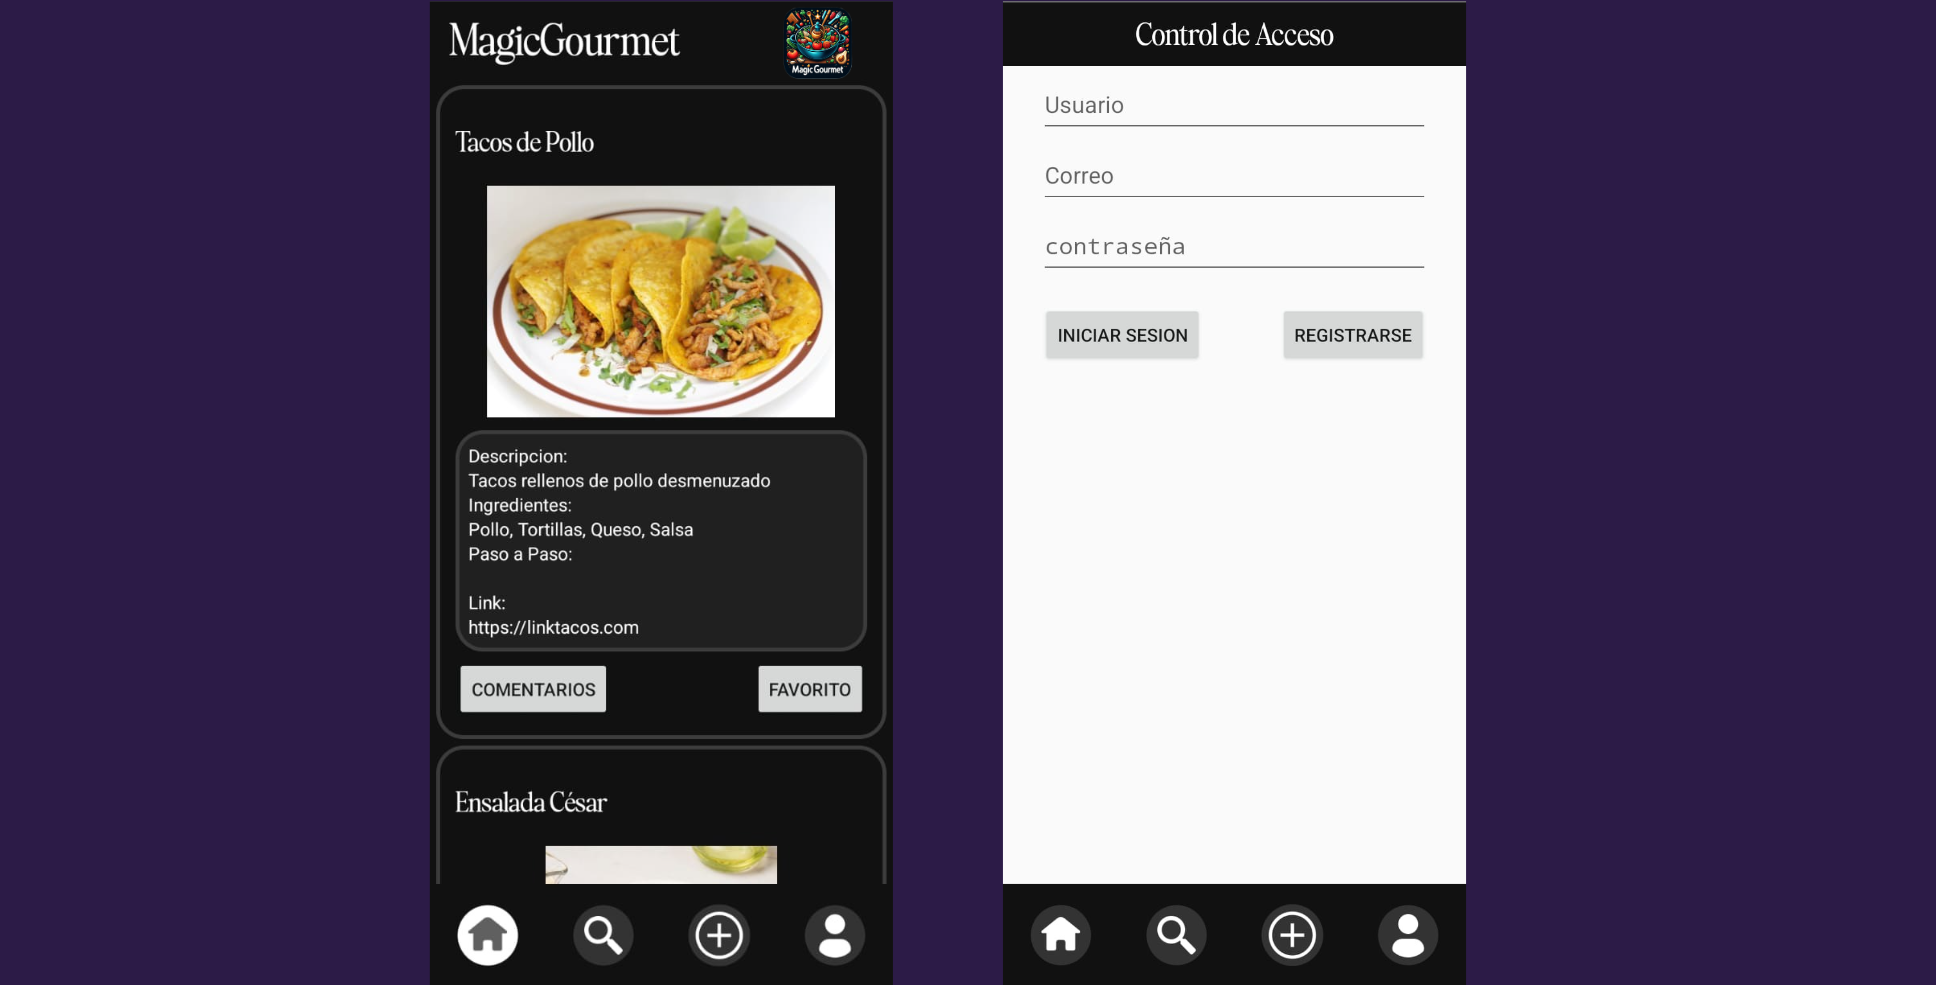 MagicGourmet
Magic Gourmet
Tacos de Pollo
Descripcion:
Tacos rellenos de pollo desmenuzado
Ingredientes:
Pollo, Tortillas, Queso, Salsa
Paso a Paso:
Link:
https://linktacos.com
COMENTARIOS
FAVORITO
Ensalada César
Control de Acceso
Usuario
Correo
contraseña
INICIAR SESION
REGISTRARSE